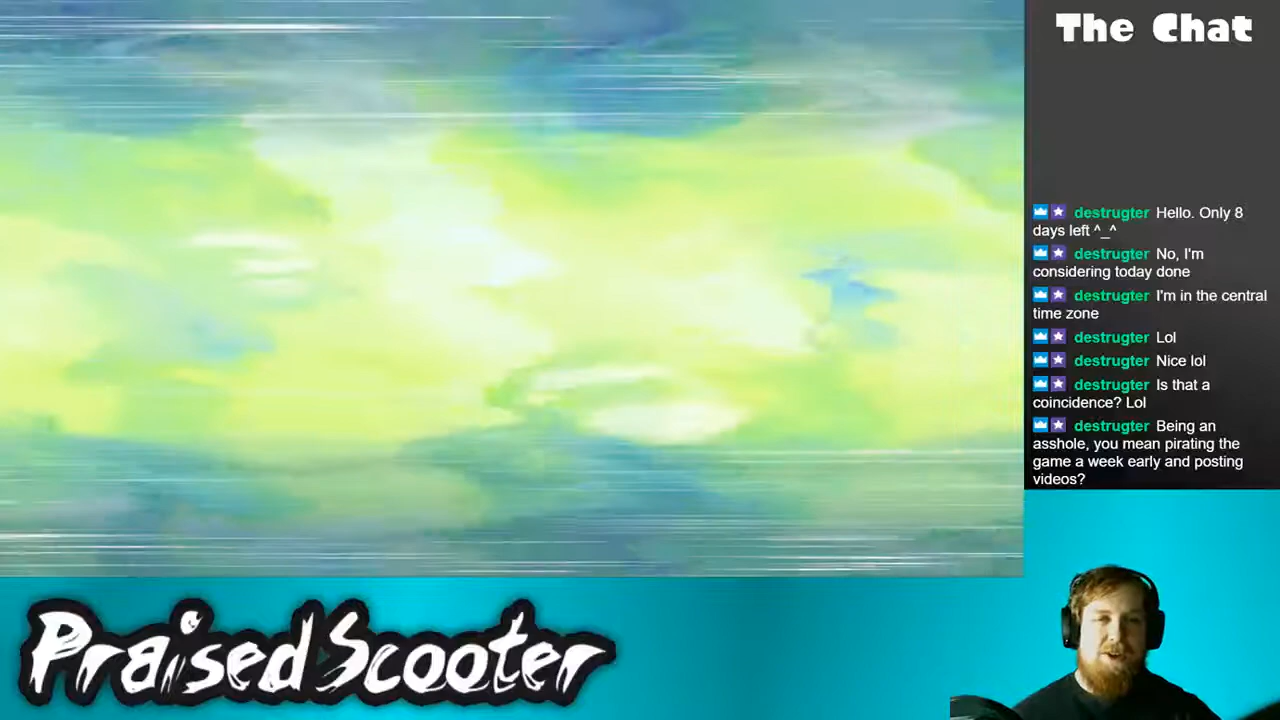 The Chat
destrugter Hello. Only 8
days left ^_^
destrugter No, I'm
considering today done
destrugter I'm in the central
time zone
destrugter Lol
destrugter Nice lol
destrugter Is that a
coincidence? Lol
destrugter Being an
asshole, you mean pirating the
game a week early and posting
videos?
Praised Scooter